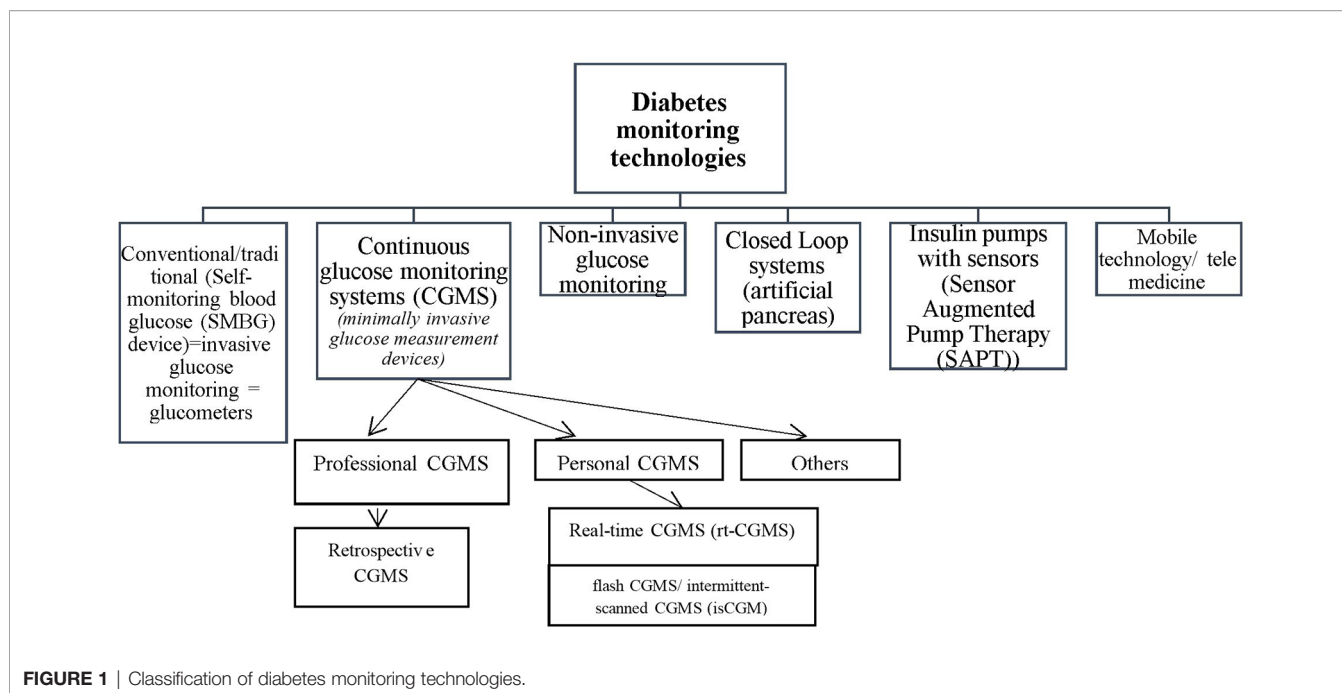 Diabetes
monitoring
technologies
Conventional/tradi
tional (Self-
monitoring blood
glucose (SMBG)
device)=invasive
glucose
monitoring =
glucometers
Continuous
glucose monitoring
systems (CGMS)
(minimally invasive
glucose measurement
devices)
Non-invasive
glucose
monitoring
Closed Loop
systems
(artificial
pancreas)
Insulin pumps
with sensors
(Sensor
Augmented
Pump Therapy
(SAPT))
Mobile
technology/ tele
medicine
Professional CGMS
Personal CGMS
Others
Retrospective
CGMS
Real-time CGMS (rt-CGMS)
flash CGMS/ intermittent-
scanned CGMS (isCGM)
FIGURE 1 | Classification of diabetes monitoring technologies.